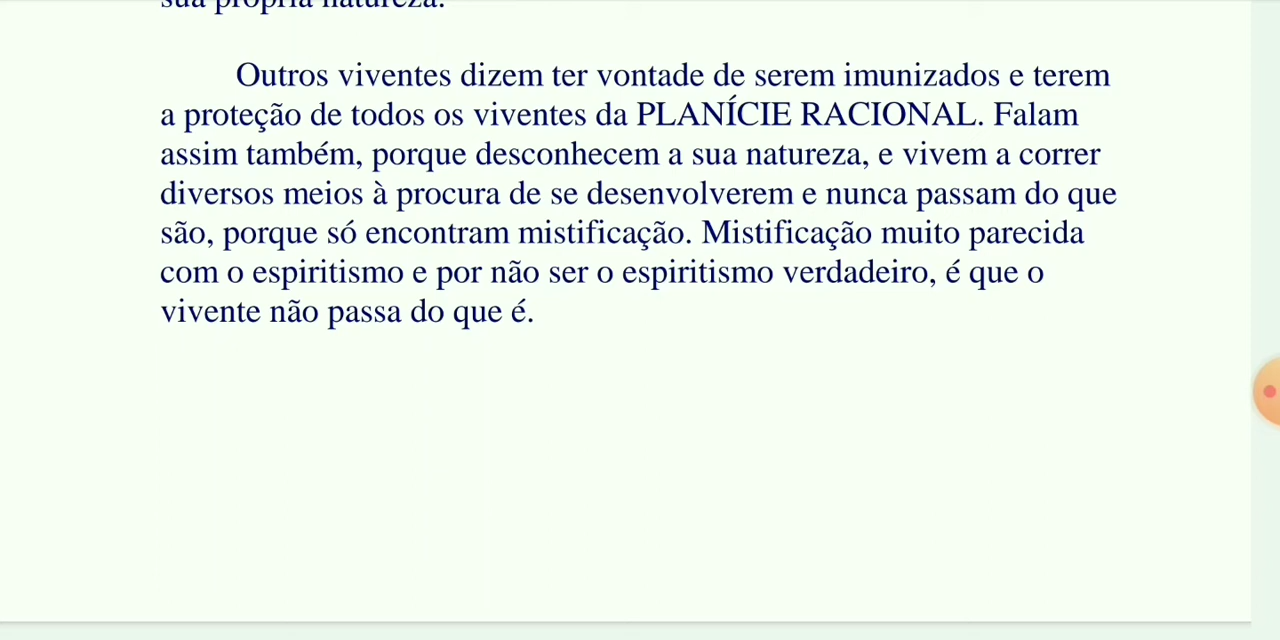 sua própria natureza.
Outros viventes dizem ter vontade de serem imunizados e terem
a proteção de todos os viventes da PLANÍCIE RACIONAL. Falam
assim também, porque desconhecem a sua natureza, e vivem a correr
diversos meios à procura de se desenvolverem e nunca passam do que
são, porque só encontram mistificação. Mistificação muito parecida
com o espiritismo e por não ser o espiritismo verdadeiro, é que o
vivente não passa do que é.